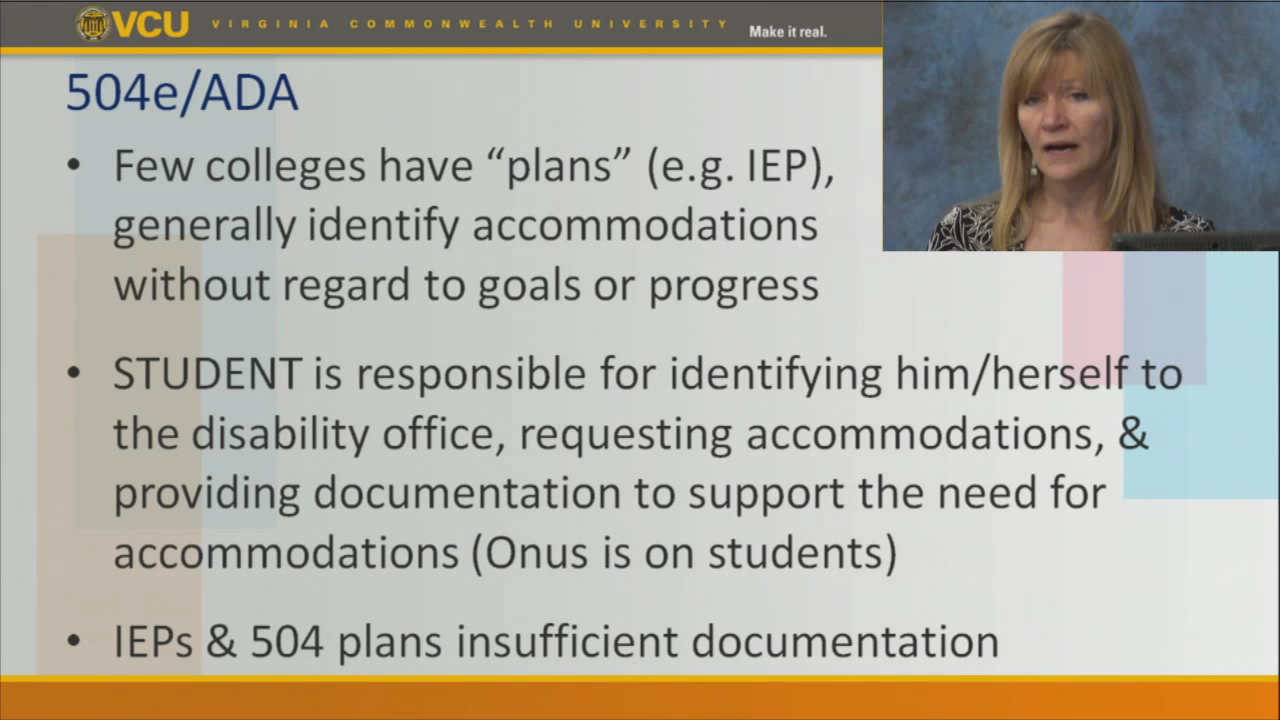 VCU VIRGINIA COMMONWEALTH UNIVERSITY Make it real.
504e/ADA
• Few colleges have “plans” (e.g. IEP),
generally identify accommodations
without regard to goals or progress
• STUDENT is responsible for identifying him/herself to
the disability office, requesting accommodations, &
providing documentation to support the need for
accommodations (Onus is on students)
• IEPs & 504 plans insufficient documentation